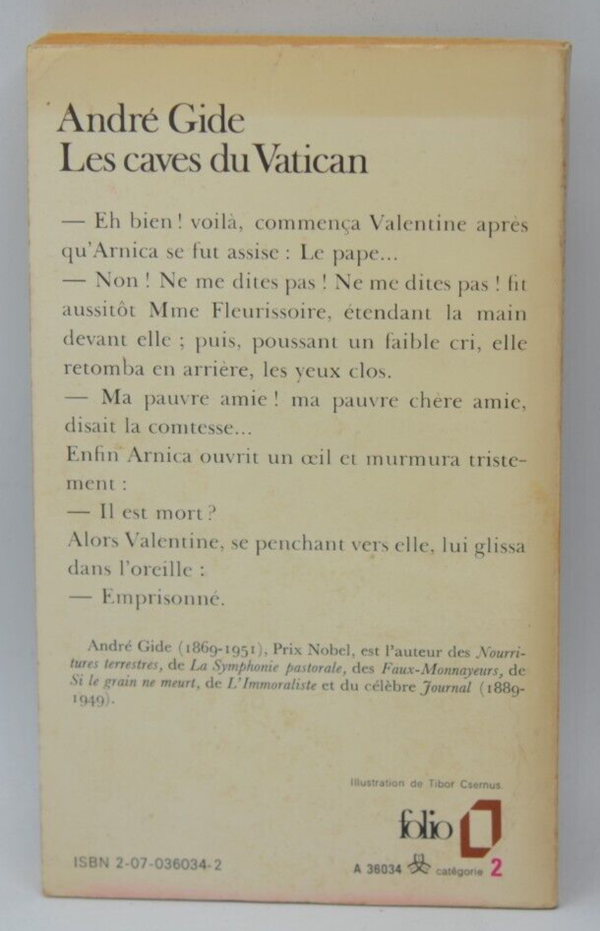 André Gide
Les caves du Vatican
— Eh bien ! voilà, commença Valentine après
qu'Arnica se fut assise : Le pape...
— Non ! Ne me dites pas ! Ne me dites pas ! fit
aussitôt Mme Fleurissoire, étendant la main
devant elle ; puis, poussant un faible cri, elle
retomba en arrière, les yeux clos.
— Ma pauvre amie ! ma pauvre chère amie,
disait la comtesse...
Enfin Arnica ouvrit un œil et murmura triste-
ment :
— Il est mort ?
Alors Valentine, se penchant vers elle, lui glissa
dans l'oreille :
— Emprisonné.
André Gide (1869-1951), Prix Nobel, est l'auteur des Nourri-
tures terrestres, de La Symphonie pastorale, des Faux-Monnayeurs, de
Si le grain ne meurt, de L'Immoraliste et du célèbre Journal (1889-
1949).
Illustration de Tibor Csernus.
folio
ISBN 2-07-036034-2
A 36034 catégorie 2